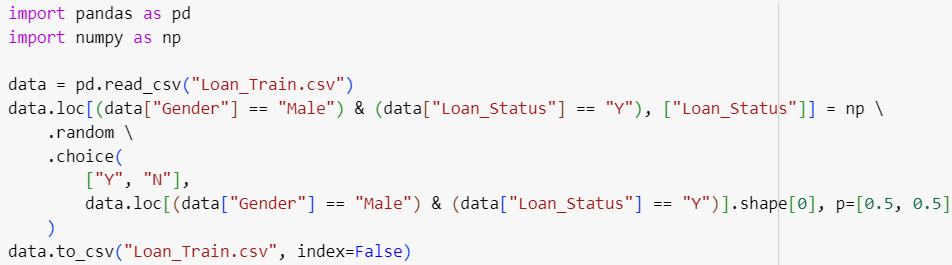 import pandas as pd
import numpy as np
data = pd.read_csv("Loan_Train.csv")
data.loc[(data["Gender"] == "Male") & (data["Loan_Status"] == "Y"), ["Loan_Status"]] = np \
    .random \
    .choice(
        ["Y", "N"],
        data.loc[(data["Gender"] == "Male") & (data["Loan_Status"] == "Y")].shape[0], p=[0.5, 0.5]
    )
data.to_csv("Loan_Train.csv", index=False)